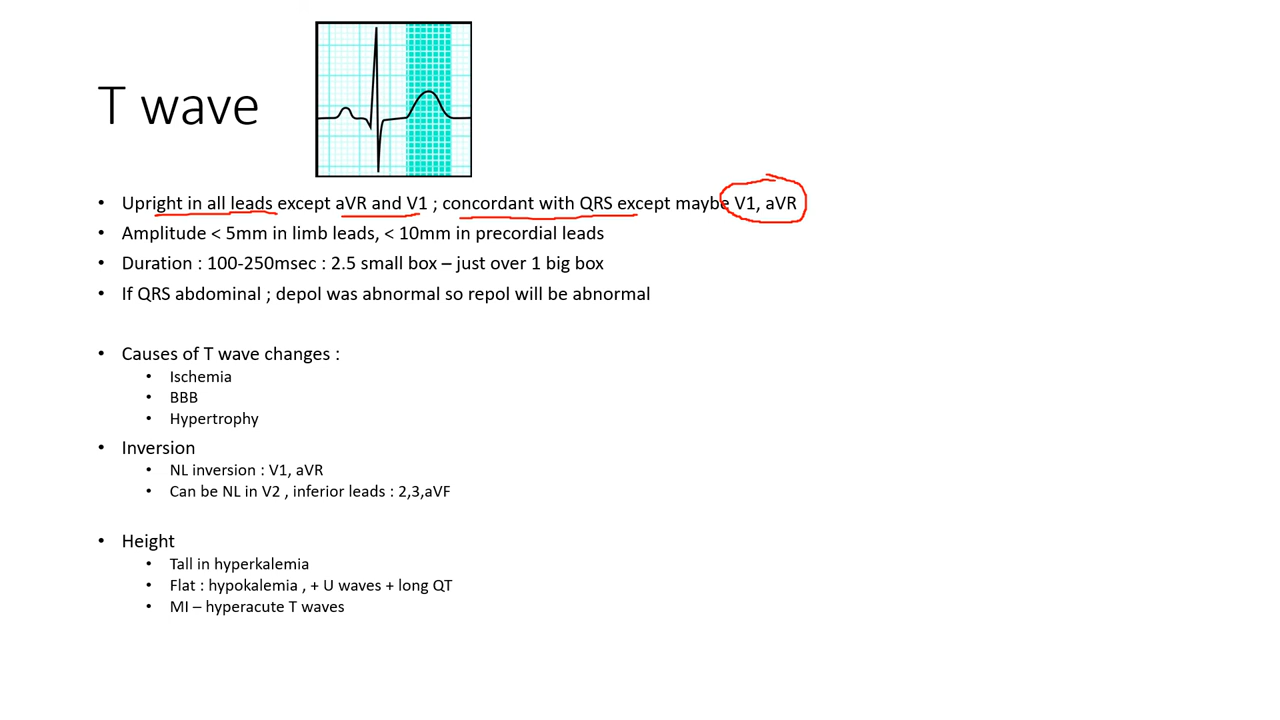 T wave
• Upright in all leads except aVR and V1 ; concordant with QRS except maybe V1, aVR
• Amplitude < 5mm in limb leads, < 10mm in precordial leads
• Duration : 100-250msec : 2.5 small box – just over 1 big box
• If QRS abdominal ; depol was abnormal so repol will be abnormal
• Causes of T wave changes :
• Ischemia
• BBB
• Hypertrophy
• Inversion
• NL inversion : V1, aVR
• Can be NL in V2 , inferior leads : 2,3,aVF
• Height
• Tall in hyperkalemia
• Flat : hypokalemia , + U waves + long QT
• MI – hyperacute T waves